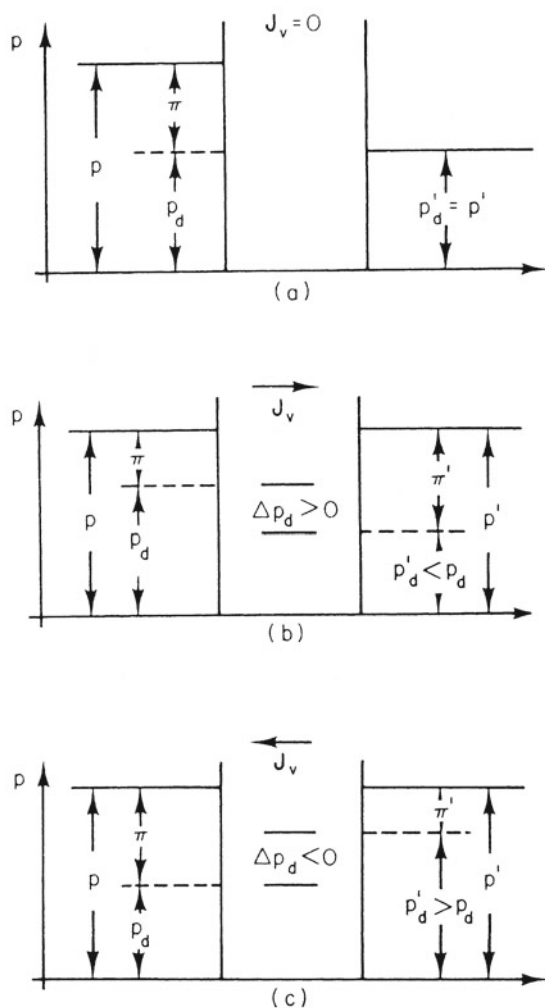 J_v = 0
p
π
p
p_d
p'_d = p'
(a)
J_v
p
π
π'
Δp_d > 0
p
p'
p_d
p'_d < p_d
(b)
J_v
p
π'
π
Δp_d < 0
p
p'
p'_d > p_d
p_d
(c)